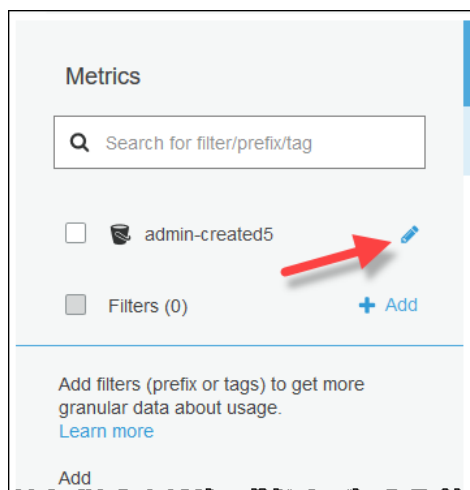 Metrics
Search for filter/prefix/tag
admin-created5
Filters (0)
Add
Add filters (prefix or tags) to get more
granular data about usage.
Learn more
Add